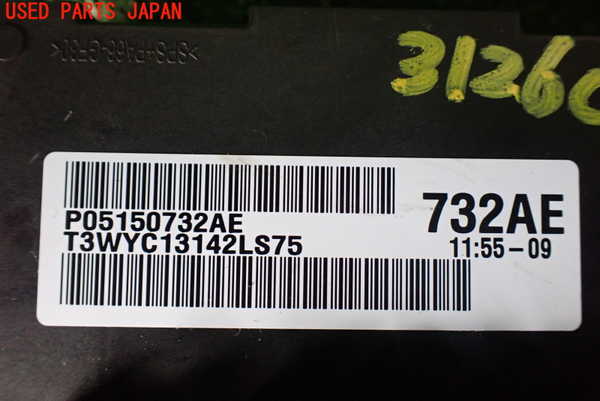 USED PARTS JAPAN
3126
P05150732AE
732AE
T3WYC13142LS75
11:55-09